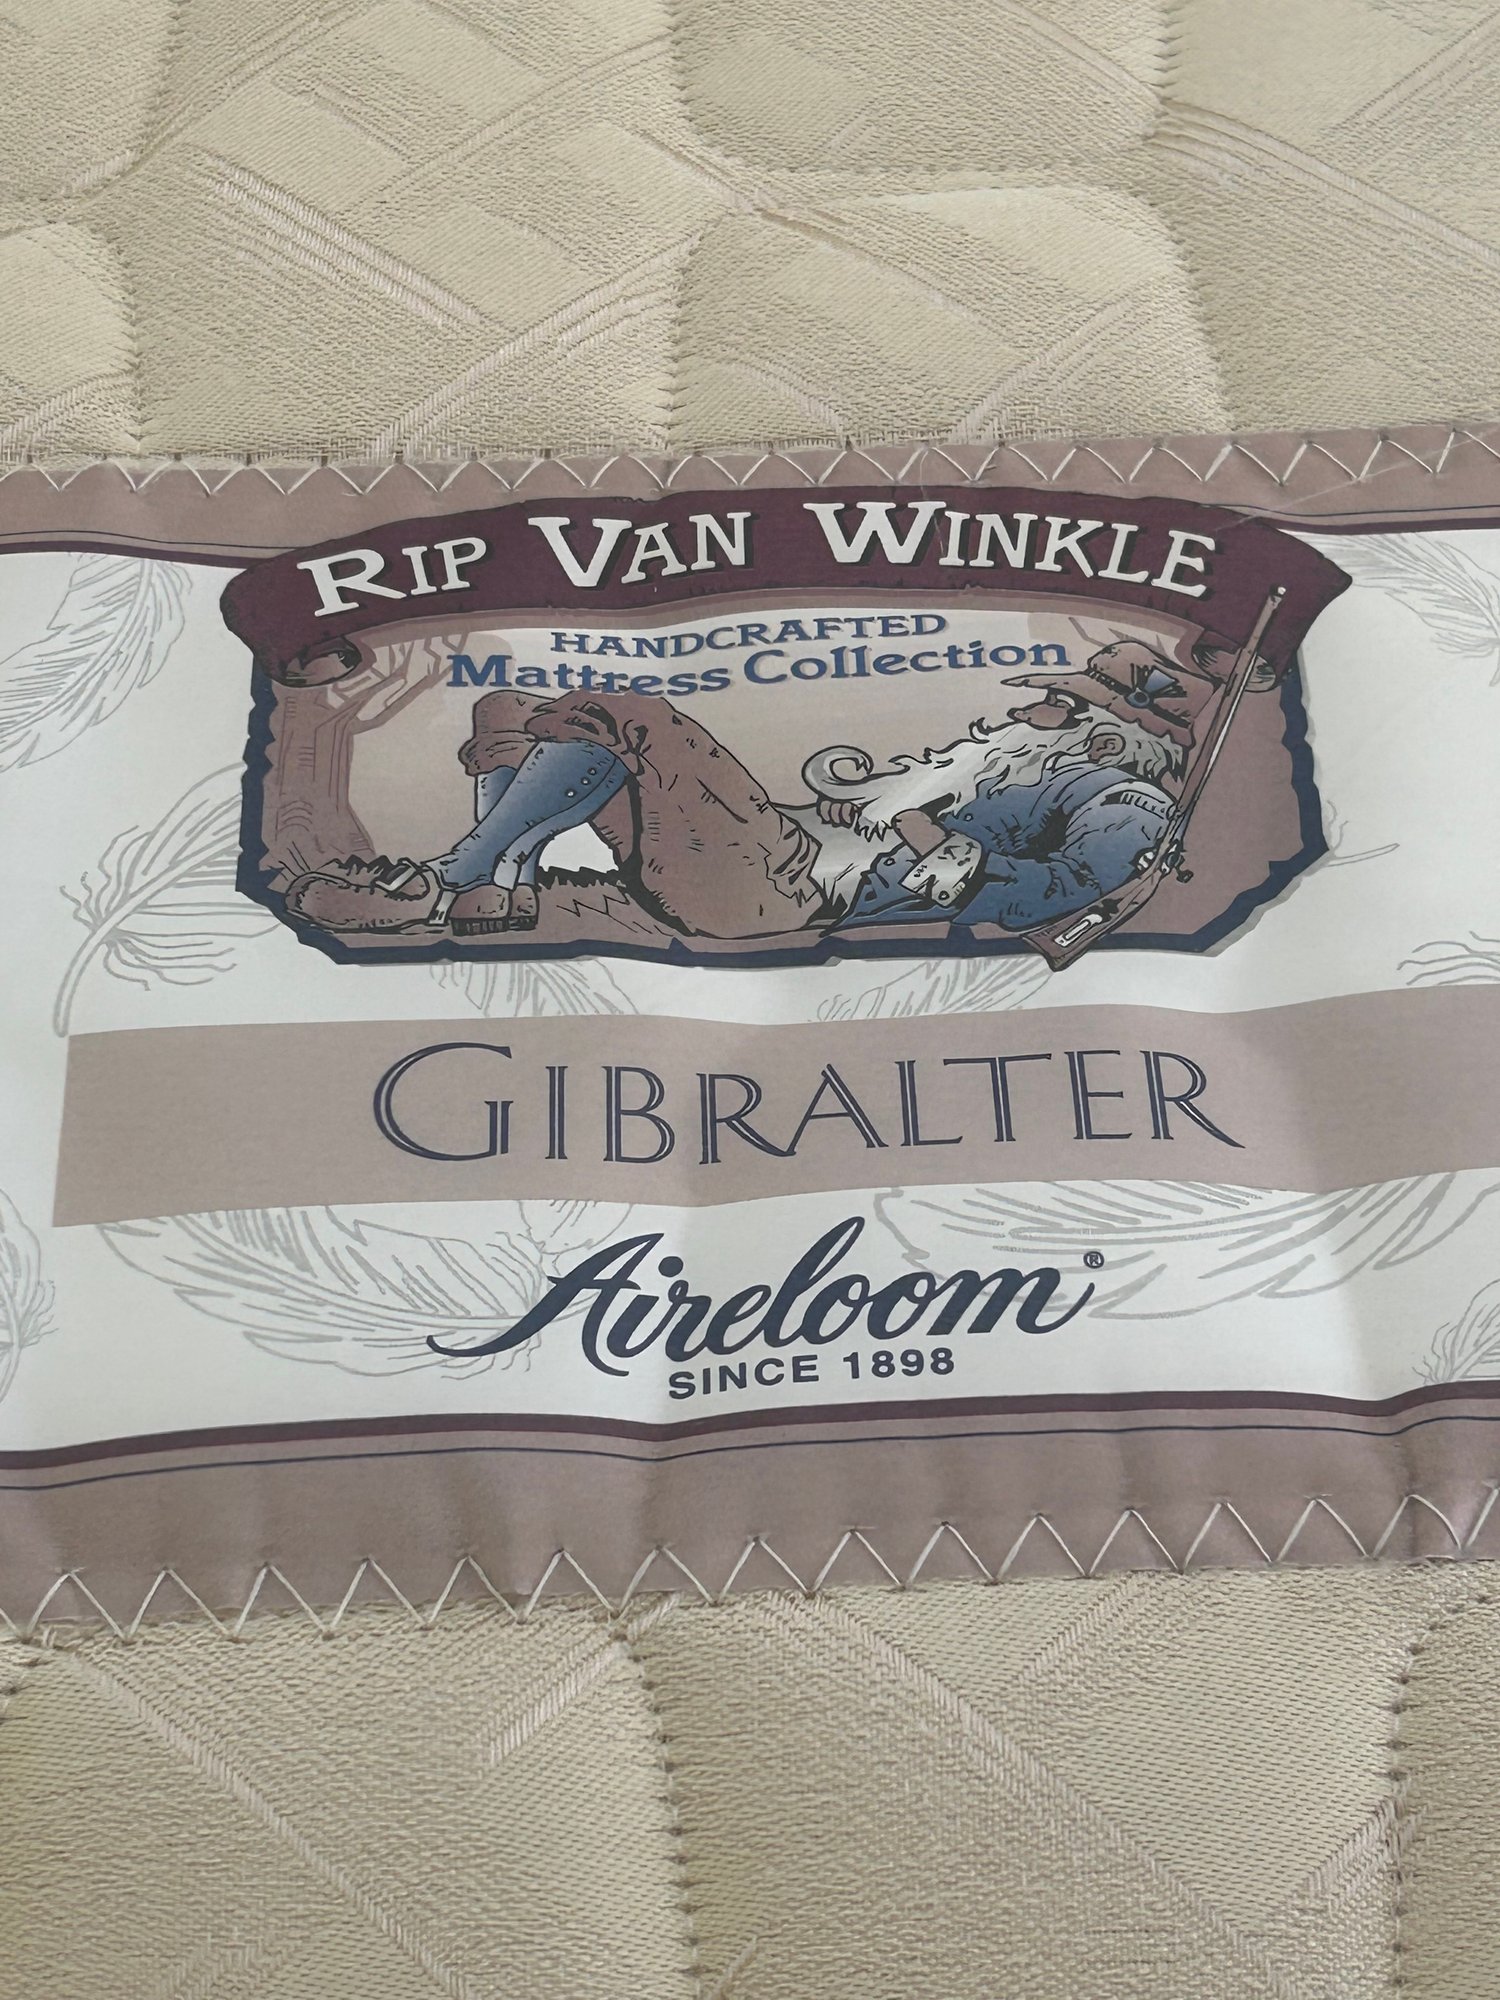 RIP VAN WINKLE
HANDCRAFTED
Mattress Collection
GIBRALTER
Aireloom®
SINCE 1898